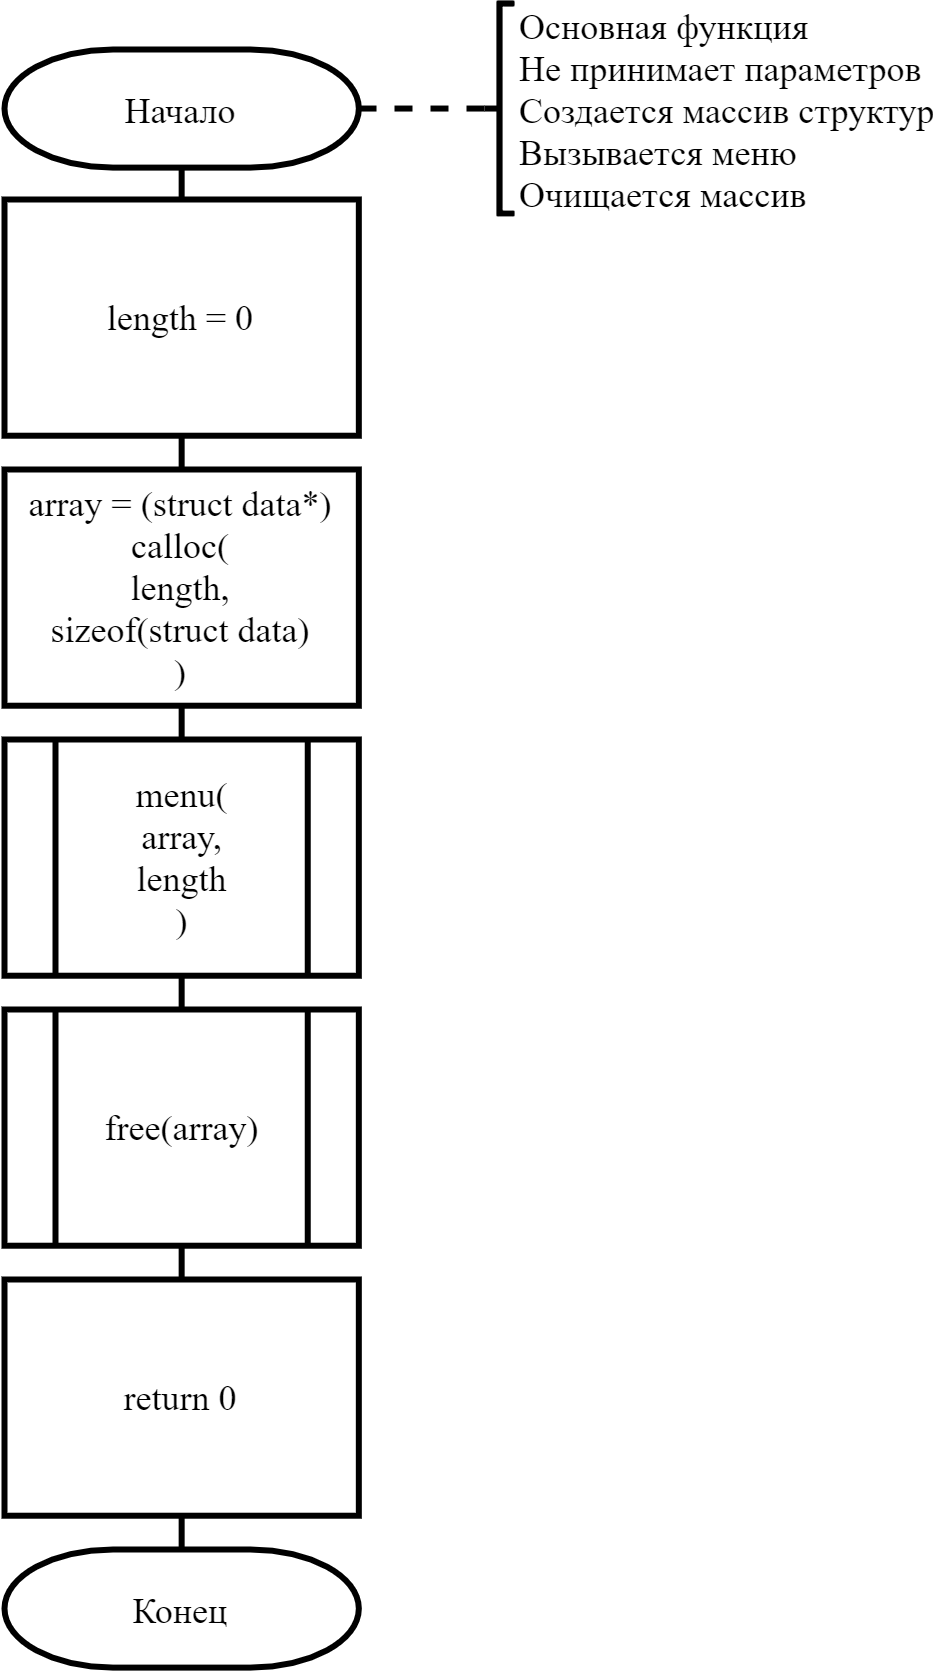 Основная функция
Не принимает параметров
Создается массив структур
Вызывается меню
Очищается массив
Начало
length = 0
array = (struct data*)
calloc(
length,
sizeof(struct data)
)
menu(
array,
length
)
free(array)
return 0
Конец